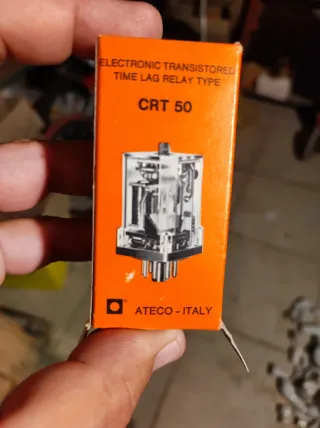 ELECTRONIC TRANSISTORED
TIME LAG RELAY TYPE
CRT 50
ATECO - ITALY